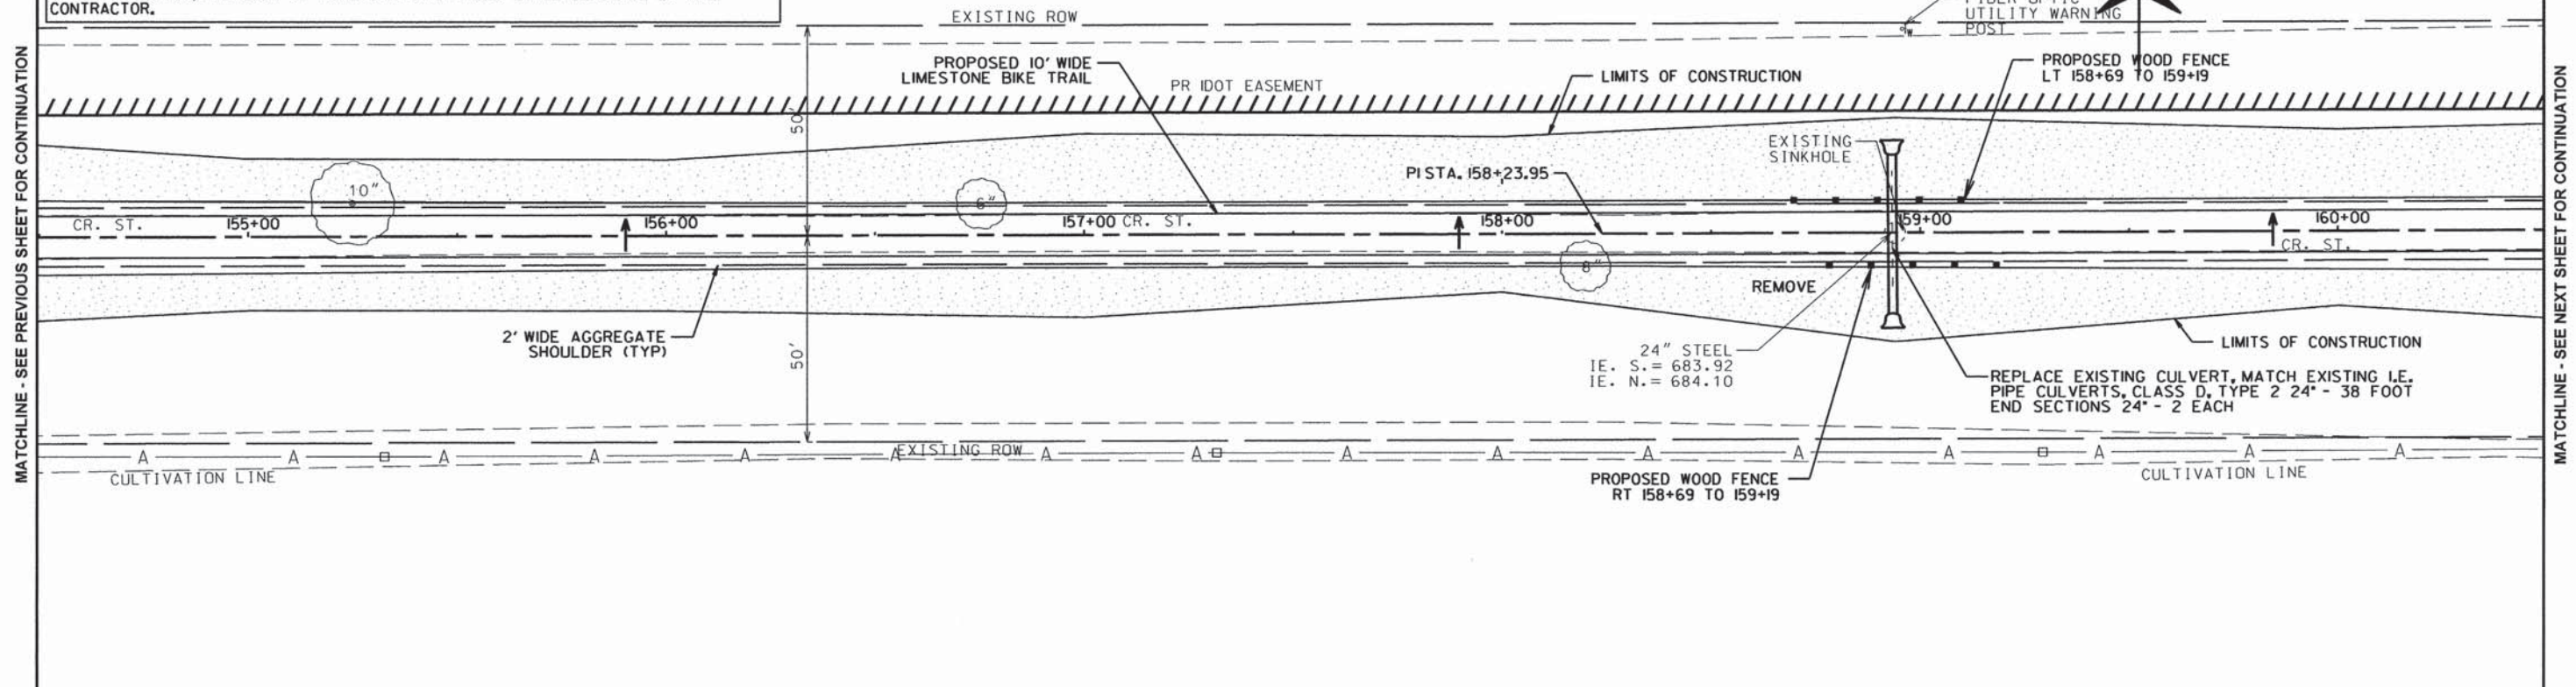 CONTRACTOR.
EXISTING ROW
UTILITY WARNING
POST
PROPOSED 10' WIDE
LIMESTONE BIKE TRAIL
PR IDOT EASEMENT
LIMITS OF CONSTRUCTION
PROPOSED WOOD FENCE
LT 158+69 TO 159+19
MATCHLINE - SEE PREVIOUS SHEET FOR CONTINUATION
MATCHLINE - SEE NEXT SHEET FOR CONTINUATION
50'
EXISTING
SINKHOLE
PI STA. 158+23.95
10"
6"
CR. ST.
155+00
156+00
157+00 CR. ST.
158+00
159+00
160+00
CR. ST.
8"
REMOVE
2' WIDE AGGREGATE
SHOULDER (TYP)
50'
24" STEEL
IE. S.= 683.92
IE. N.= 684.10
LIMITS OF CONSTRUCTION
REPLACE EXISTING CULVERT, MATCH EXISTING I.E.
PIPE CULVERTS, CLASS D, TYPE 2 24" - 38 FOOT
END SECTIONS 24" - 2 EACH
A A A A A A EXISTING ROW A A A A A A A A A A
CULTIVATION LINE
CULTIVATION LINE
PROPOSED WOOD FENCE
RT 158+69 TO 159+19